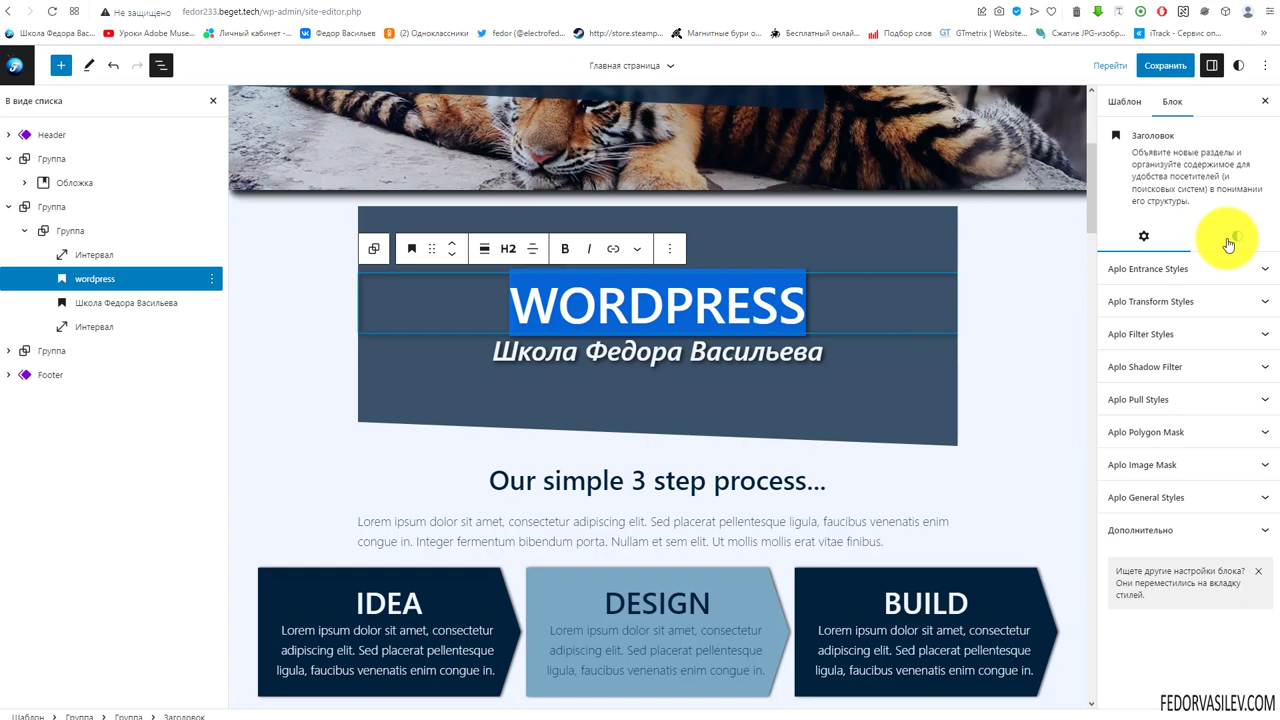 Не защищено
fedor233.beget.tech/wp-admin/site-editor.php
Школа Федора Вас...
Уроки Adobe Muse...
Личный кабинет -...
Федор Васильев
(2) Одноклассники
fedor (@electrofed...
http://store.steamp...
Магнитные бури о...
Бесплатный онлай...
Подбор слов
GTmetrix | Website...
Сжатие JPG-изобр...
iTrack - Сервис оп...
Главная страница
Перейти
Сохранить
В виде списка
Header
Группа
Обложка
Группа
Группа
Интервал
wordpress
Школа Федора Васильева
Интервал
Группа
Footer
H2
B
I
WORDPRESS
Школа Федора Васильева
Our simple 3 step process...
Lorem ipsum dolor sit amet, consectetur adipiscing elit. Sed placerat pellentesque ligula, faucibus venenatis enim
congue in. Integer fermentum bibendum porta. Nullam et sem elit. Ut mollis mollis erat vitae finibus.
IDEA
Lorem ipsum dolor sit amet, consectetur
adipiscing elit. Sed placerat pellentesque
ligula, faucibus venenatis enim congue in.
DESIGN
Lorem ipsum dolor sit amet, consectetur
adipiscing elit. Sed placerat pellentesque
ligula, faucibus venenatis enim congue in.
BUILD
Lorem ipsum dolor sit amet, consectetur
adipiscing elit. Sed placerat pellentesque
ligula, faucibus venenatis enim congue in.
Шаблон
Блок
Заголовок
Объявите новые разделы и
организуйте содержимое для
удобства посетителей (и
поисковых систем) в понимании
его структуры.
Aplo Entrance Styles
Aplo Transform Styles
Aplo Filter Styles
Aplo Shadow Filter
Aplo Pull Styles
Aplo Polygon Mask
Aplo Image Mask
Aplo General Styles
Дополнительно
Ищете другие настройки блока?
Они переместились на вкладку
стилей.
FEDORVASILEV.COM
Шаблон
Группа
Группа
Заголовок